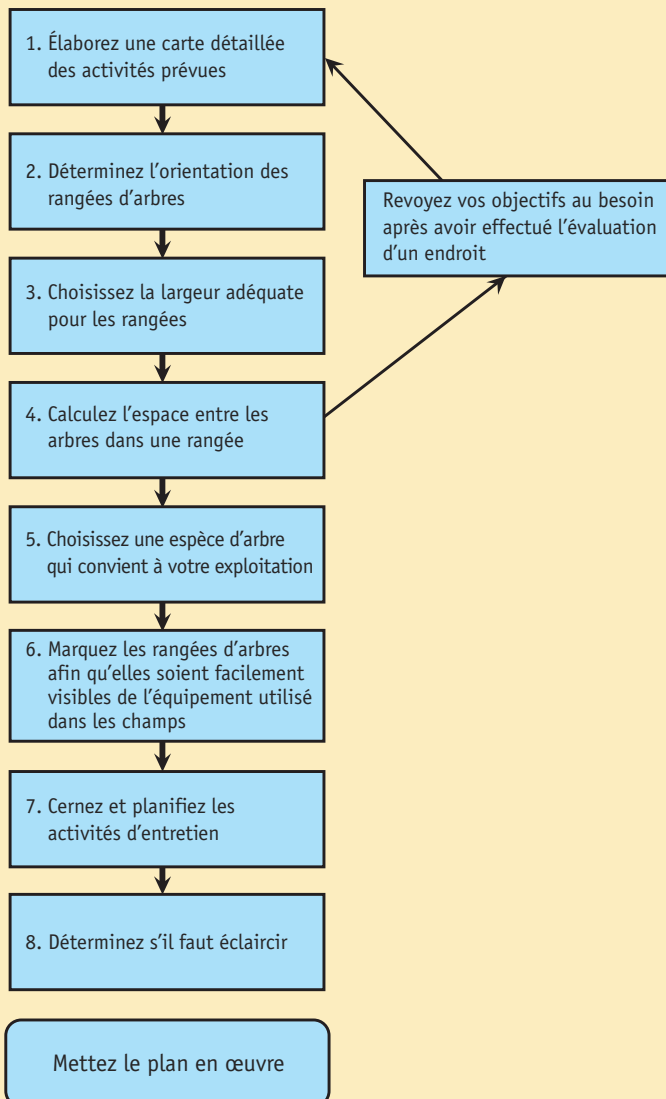 1. Élaborez une carte détaillée
des activités prévues
2. Déterminez l'orientation des
rangées d'arbres
Revoyez vos objectifs au besoin
après avoir effectué l'évaluation
d'un endroit
3. Choisissez la largeur adéquate
pour les rangées
4. Calculez l'espace entre les
arbres dans une rangée
5. Choisissez une espèce d'arbre
qui convient à votre exploitation
6. Marquez les rangées d'arbres
afin qu'elles soient facilement
visibles de l'équipement utilisé
dans les champs
7. Cernez et planifiez les
activités d'entretien
8. Déterminez s'il faut éclaircir
Mettez le plan en œuvre